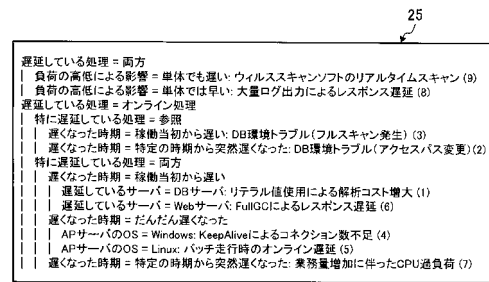 25
遅延している処理 = 両方
| 負荷の高低による影響 = 単体でも遅い: ウィルススキャンソフトのリアルタイムスキャン (9)
| 負荷の高低による影響 = 単体では早い: 大量ログ出力によるレスポンス遅延 (8)
遅延している処理 = オンライン処理
| 特に遅延している処理 = 参照
| | 遅くなった時期 = 稼働当初から遅い: DB環境トラブル(フルスキャン発生) (3)
| | 遅くなった時期 = 特定の時期から突然遅くなった: DB環境トラブル(アクセスパス変更) (2)
| 特に遅延している処理 = 両方
| | 遅くなった時期 = 稼働当初から遅い
| | | 遅延しているサーバ = DBサーバ: リテラル値使用による解析コスト増大 (1)
| | | 遅延しているサーバ = Webサーバ: FullGCによるレスポンス遅延 (6)
| | 遅くなった時期 = だんだん遅くなった
| | | APサーバのOS = Windows: KeepAliveによるコネクション数不足 (4)
| | | APサーバのOS = Linux: バッチ走行時のオンライン遅延 (5)
| | 遅くなった時期 = 特定の時期から突然遅くなった: 業務量増加に伴ったCPU過負荷 (7)